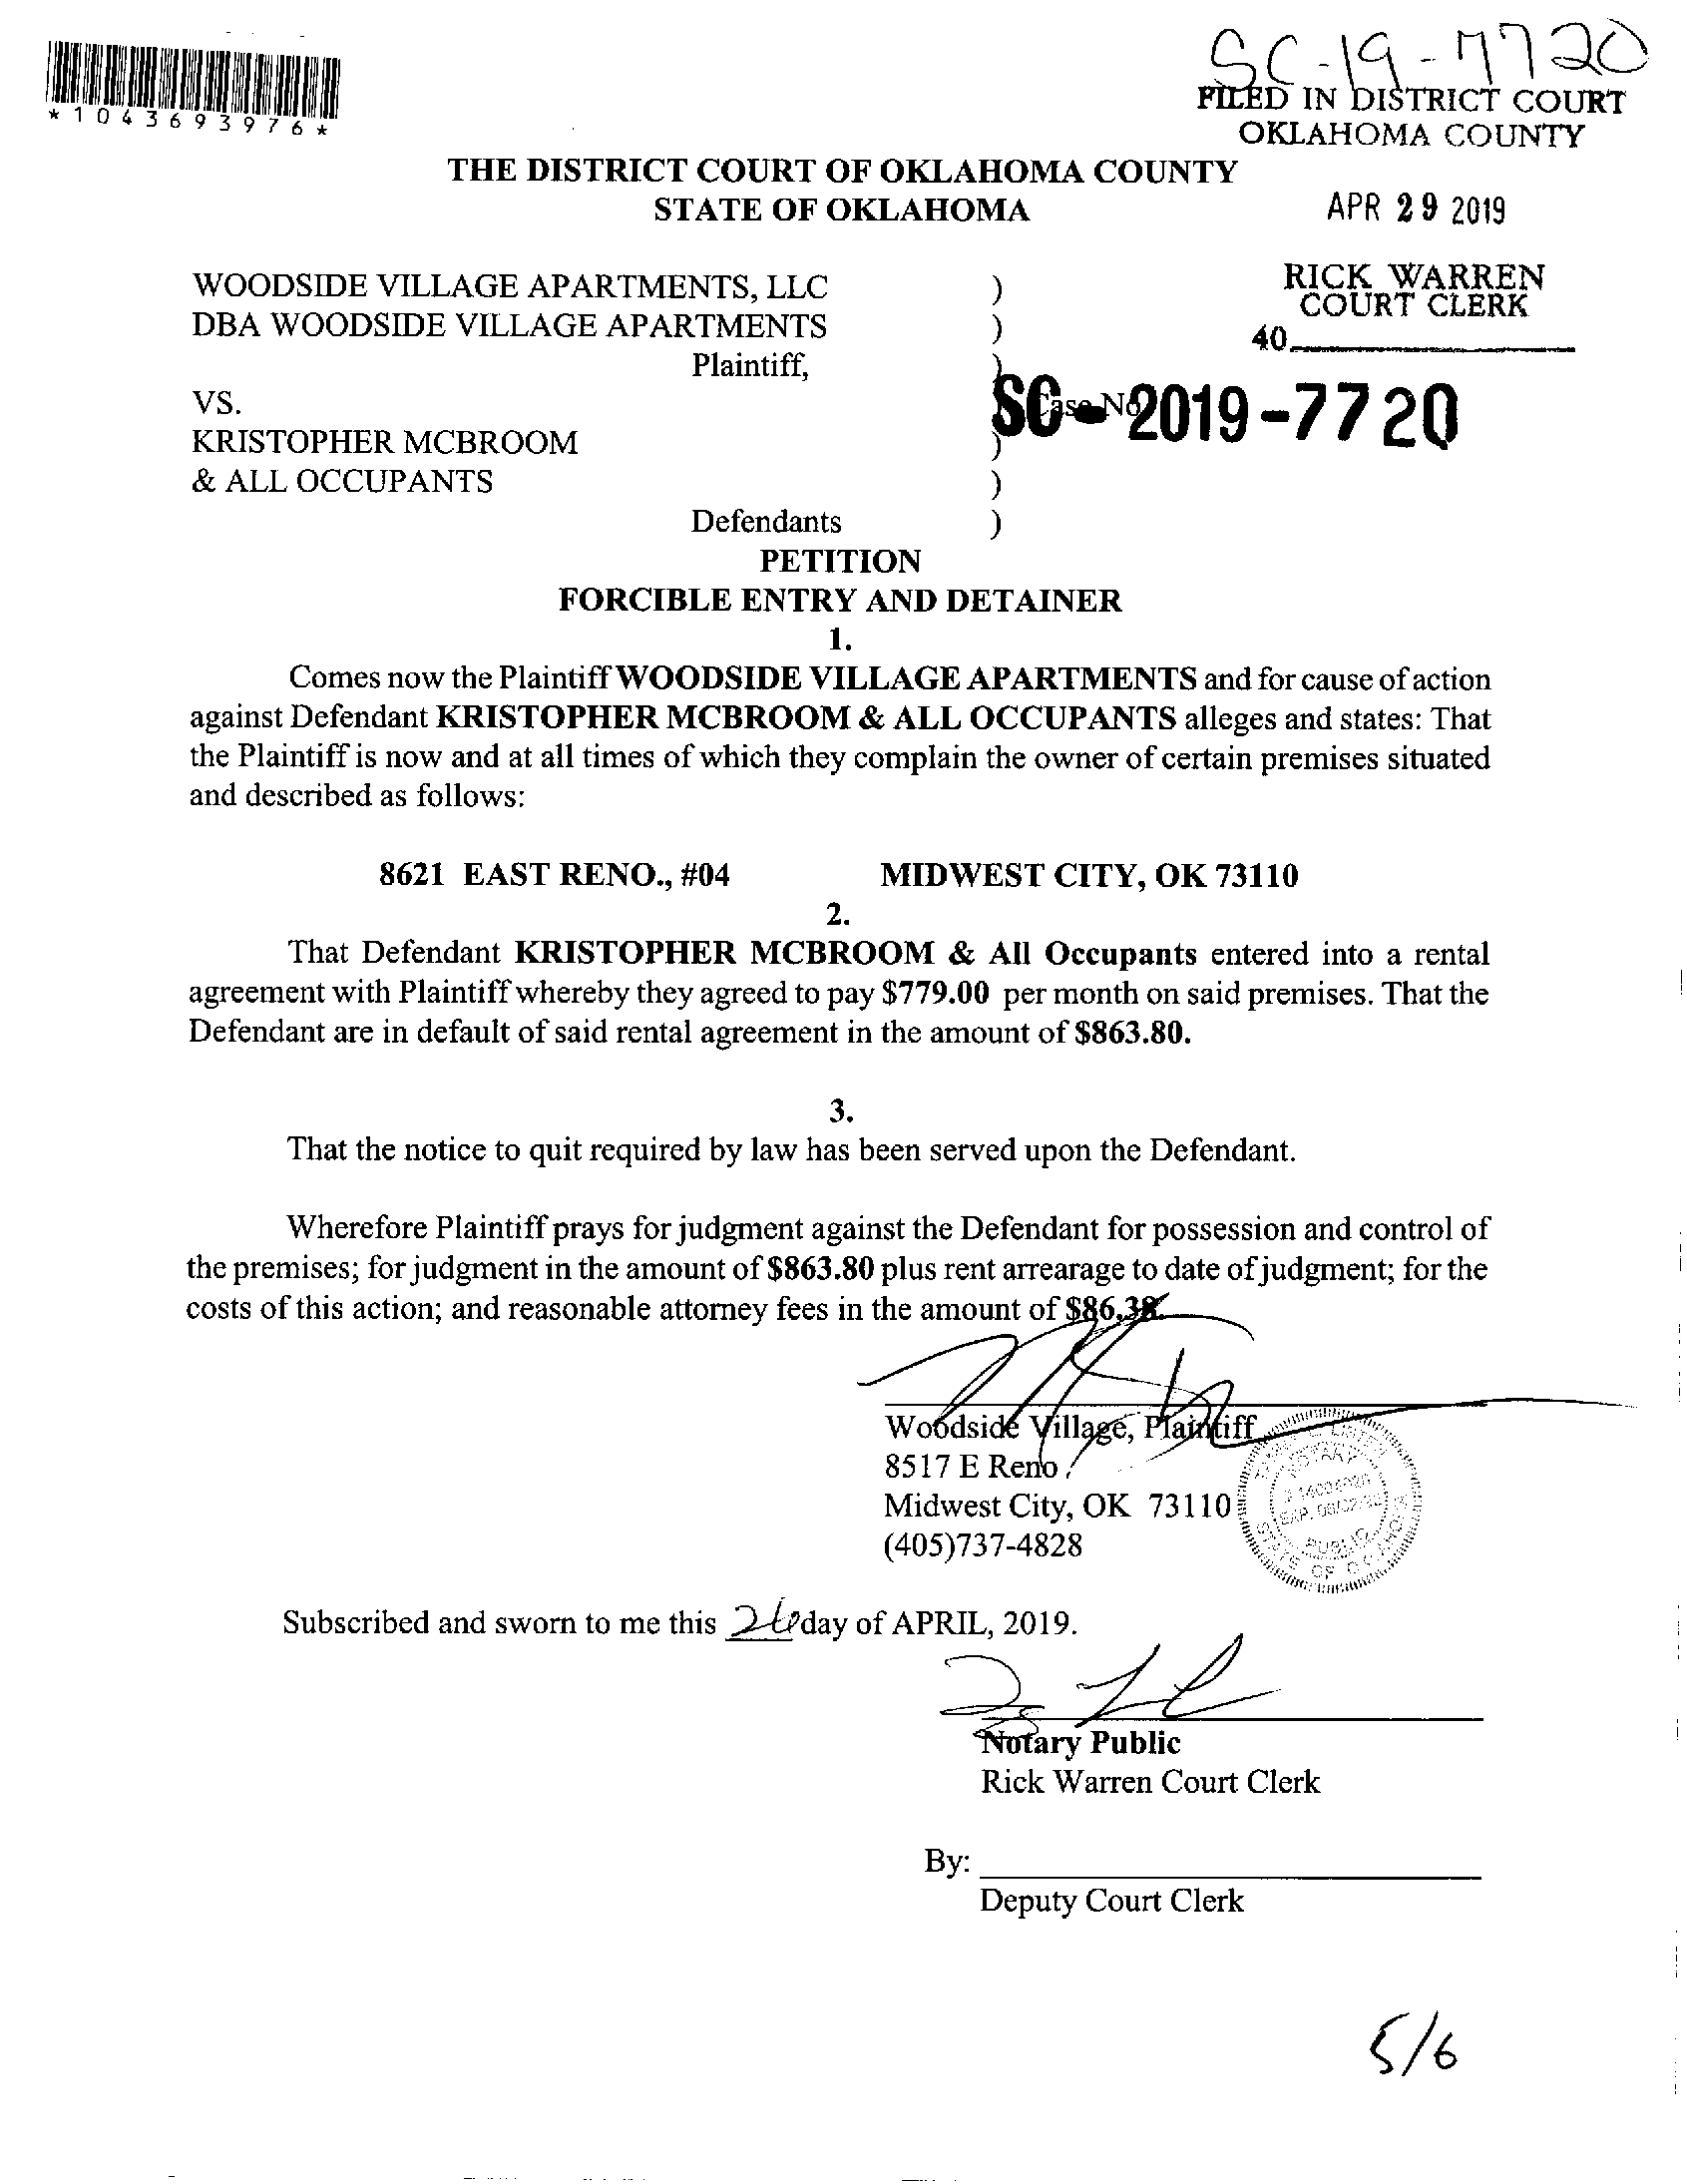 SC-19-7720
*1043693976*
FILED IN DISTRICT COURT
OKLAHOMA COUNTY
THE DISTRICT COURT OF OKLAHOMA COUNTY
STATE OF OKLAHOMA
APR 29 2019
WOODSIDE VILLAGE APARTMENTS, LLC )
DBA WOODSIDE VILLAGE APARTMENTS )
RICK WARREN
COURT CLERK
40
Plaintiff, )
VS. Case No. SC-2019-7720
KRISTOPHER MCBROOM )
& ALL OCCUPANTS )
Defendants )
PETITION
FORCIBLE ENTRY AND DETAINER
1.
Comes now the Plaintiff WOODSIDE VILLAGE APARTMENTS and for cause of action
against Defendant KRISTOPHER MCBROOM & ALL OCCUPANTS alleges and states: That
the Plaintiff is now and at all times of which they complain the owner of certain premises situated
and described as follows:
8621 EAST RENO., #04 MIDWEST CITY, OK 73110
2.
That Defendant KRISTOPHER MCBROOM & All Occupants entered into a rental
agreement with Plaintiff whereby they agreed to pay $779.00 per month on said premises. That the
Defendant are in default of said rental agreement in the amount of $863.80.
3.
That the notice to quit required by law has been served upon the Defendant.
Wherefore Plaintiff prays for judgment against the Defendant for possession and control of
the premises; for judgment in the amount of $863.80 plus rent arrearage to date of judgment; for the
costs of this action; and reasonable attorney fees in the amount of $86.38.
Woodside Village, Plaintiff
8517 E Reno
Midwest City, OK 73110
(405)737-4828
NOTARY
PUBLIC
STATE OF OKLAHOMA
Subscribed and sworn to me this 26 day of APRIL, 2019.
Notary Public
Rick Warren Court Clerk
By:
Deputy Court Clerk
5/6